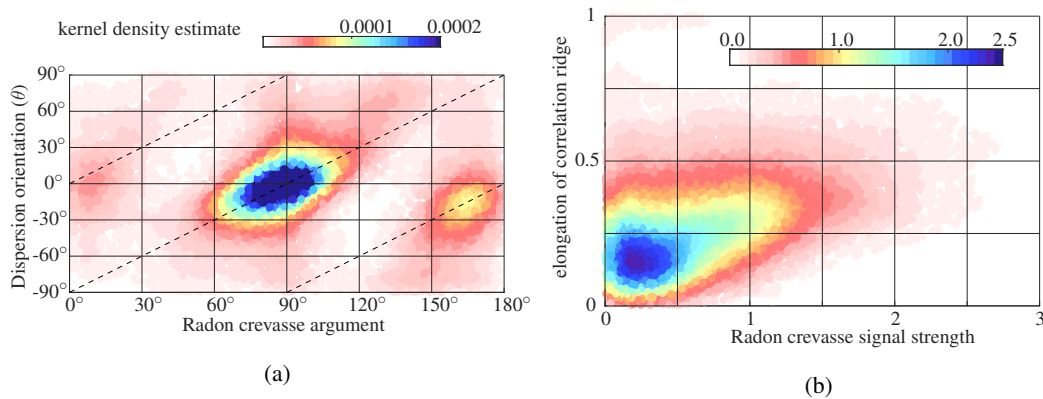 kernel density estimate
0.0001 0.0002
Dispersion orientation (θ)
90°
60°
30°
0°
-30°
-60°
-90°
0° 30° 60° 90° 120 150° 180°
Radon crevasse argument
(a)
elongation of correlation ridge
1
0.5
0
0.0 1.0 2.0 2.5
0 1 2 3
Radon crevasse signal strength
(b)